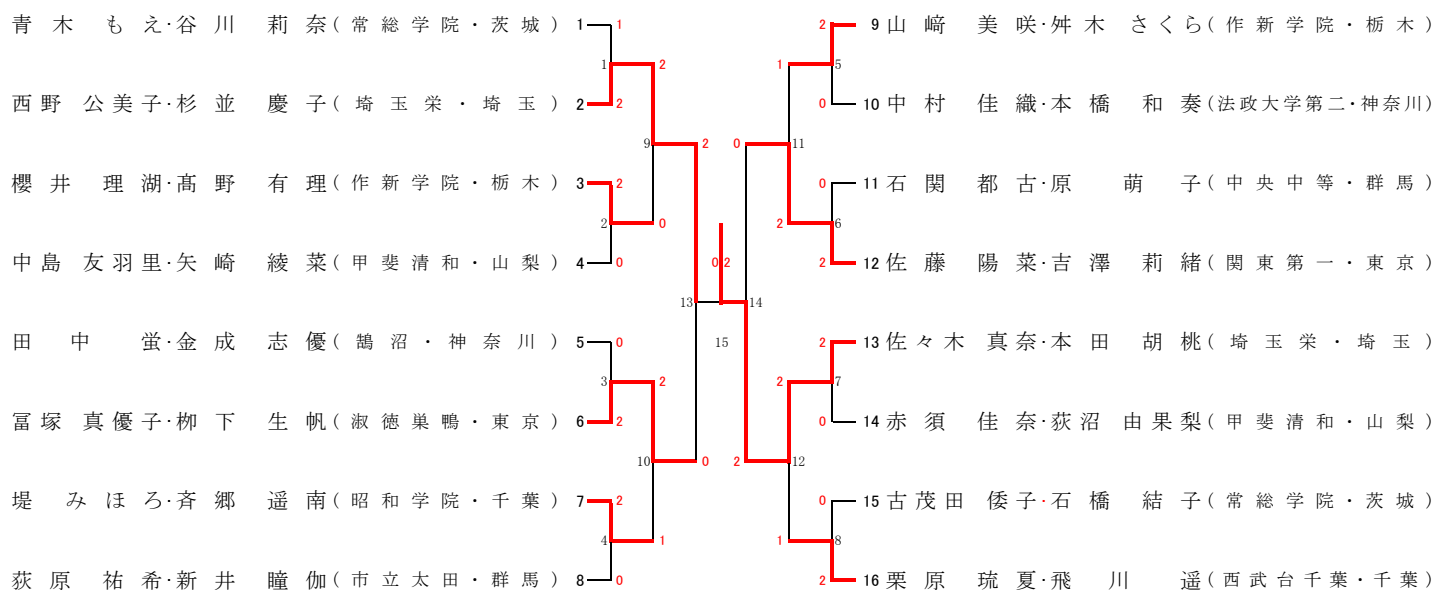 青木 もえ・谷川 莉奈(常総学院・茨城) 1 1 2 9 山﨑 美咲・舛木 さくら(作新学院・栃木)
1 2 1 5
西野 公美子・杉並 慶子(埼玉栄・埼玉) 2 2 0 10 中村 佳織・本橋 和奏(法政大学第二・神奈川)
9 2 0 11
櫻井 理湖・髙野 有理(作新学院・栃木) 3 2 0 11 石関 都古・原 萌子(中央中等・群馬)
2 0 2 6
中島 友羽里・矢崎 綾菜(甲斐清和・山梨) 4 0 0 2 2 12 佐藤 陽菜・吉澤 莉緒(関東第一・東京)
13 14
田中 蛍・金成 志優(鵠沼・神奈川) 5 0 15 2 13 佐々木 真奈・本田 胡桃(埼玉栄・埼玉)
3 2 2 7
冨塚 真優子・栁下 生帆(淑徳巣鴨・東京) 6 2 0 14 赤須 佳奈・荻沼 由果梨(甲斐清和・山梨)
10 0 2 12
堤 みほろ・斉郷 遥南(昭和学院・千葉) 7 2 0 15 古茂田 倭子・石橋 結子(常総学院・茨城)
4 1 1 8
荻原 祐希・新井 瞳伽(市立太田・群馬) 8 0 2 16 栗原 琉夏・飛川 遥(西武台千葉・千葉)